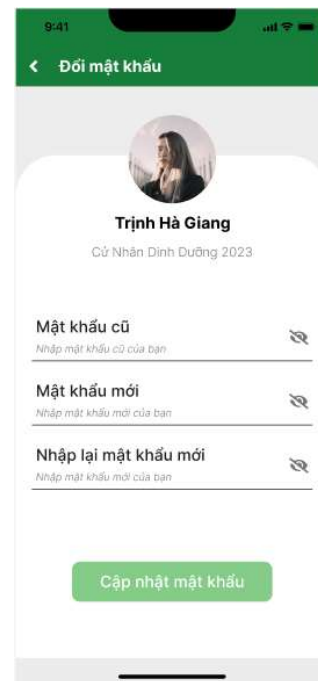 9:41
Đổi mật khẩu
Trịnh Hà Giang
Cử Nhân Dinh Dưỡng 2023
Mật khẩu cũ
Nhập mật khẩu cũ của bạn
Mật khẩu mới
Nhập mật khẩu mới của bạn
Nhập lại mật khẩu mới
Nhập mật khẩu mới của bạn
Cập nhật mật khẩu